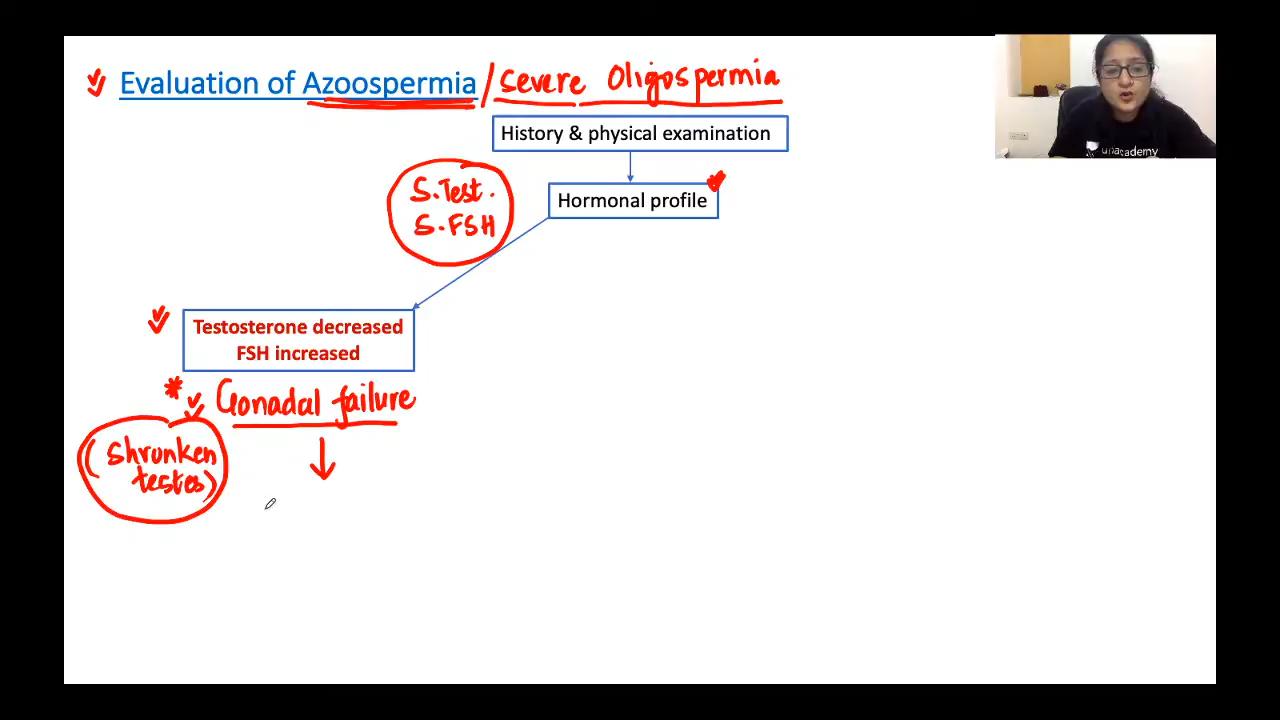 Evaluation of Azoospermia / Severe Oligospermia
History & physical examination
S. Test.
S. FSH
Hormonal profile
Testosterone decreased
FSH increased
* Gonadal failure
(Shrunken
testes)
unacademy